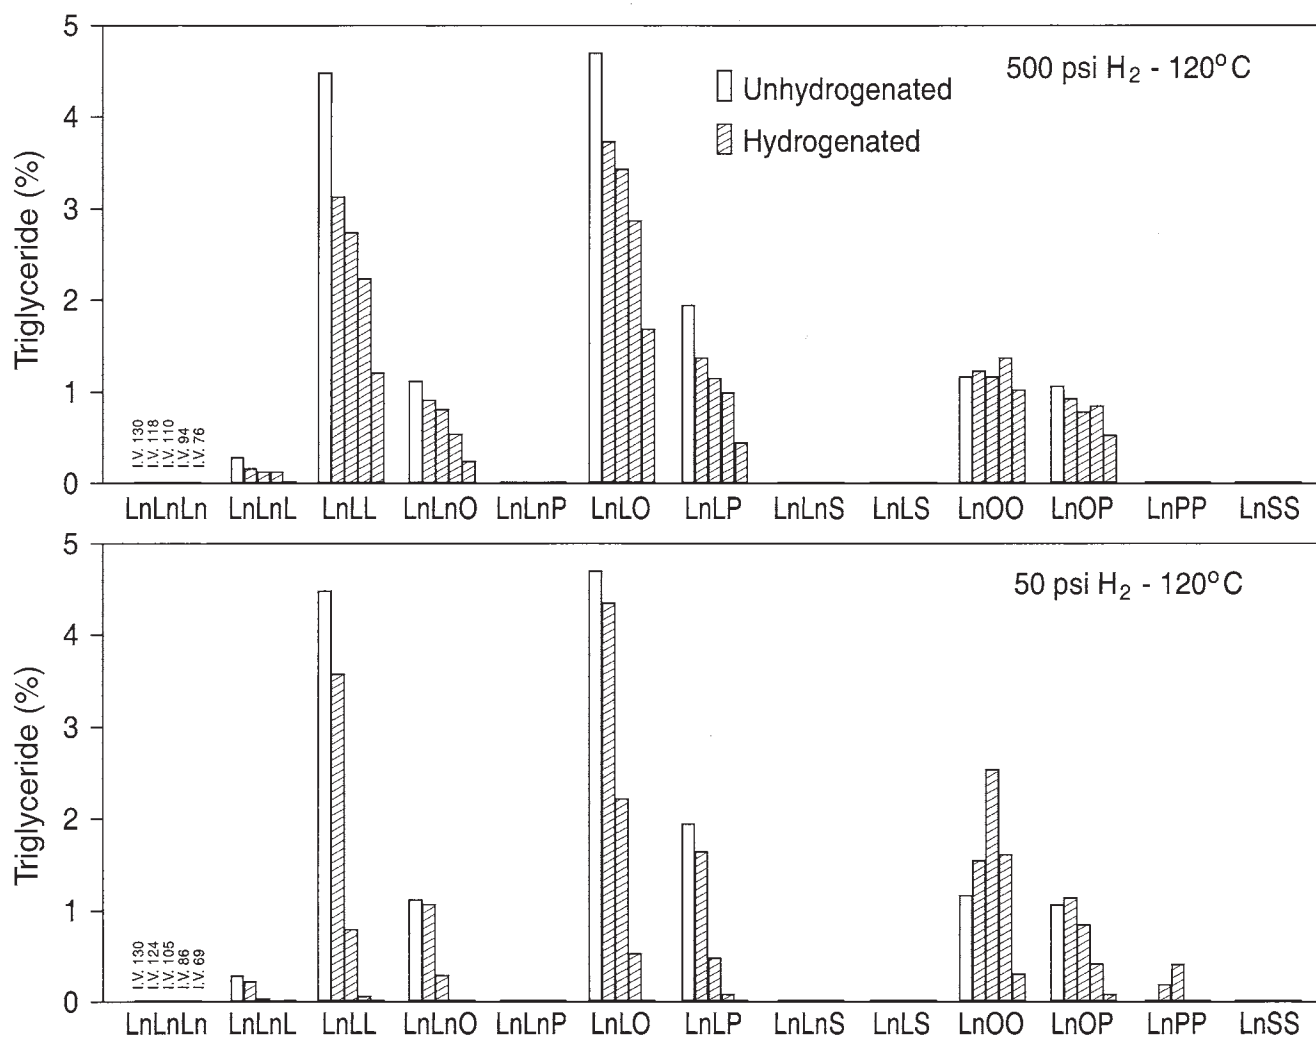 5
4
3
2
1
0
Triglyceride (%)
500 psi H₂ - 120°C
Unhydrogenated
Hydrogenated
I.V. 130
I.V. 118
I.V. 110
I.V. 94
I.V. 76
LnLnLn LnLnL LnLL LnLnO LnLnP LnLO LnLP LnLnS LnLS LnOO LnOP LnPP LnSS
5
4
3
2
1
0
Triglyceride (%)
50 psi H₂ - 120°C
I.V. 130
I.V. 124
I.V. 105
I.V. 86
I.V. 69
LnLnLn LnLnL LnLL LnLnO LnLnP LnLO LnLP LnLnS LnLS LnOO LnOP LnPP LnSS